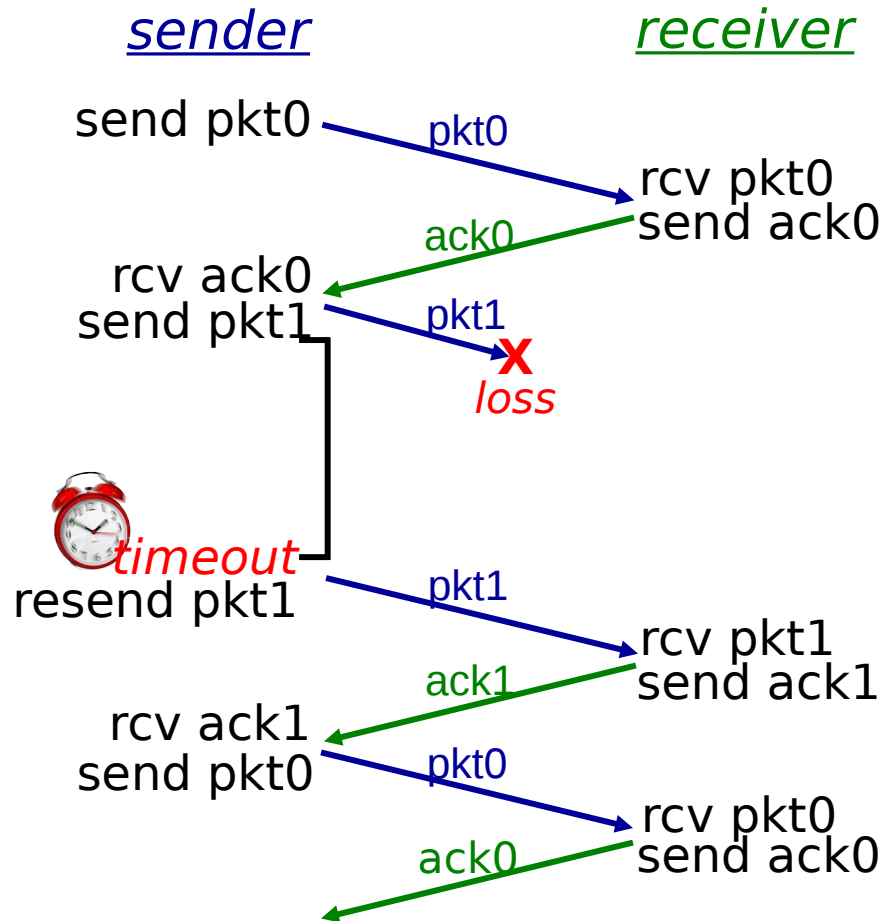 sender
receiver
send pkt0
pkt0
rcv pkt0
send ack0
ack0
rcv ack0
send pkt1
pkt1
X
loss
timeout
resend pkt1
pkt1
rcv pkt1
send ack1
ack1
rcv ack1
send pkt0
pkt0
rcv pkt0
send ack0
ack0